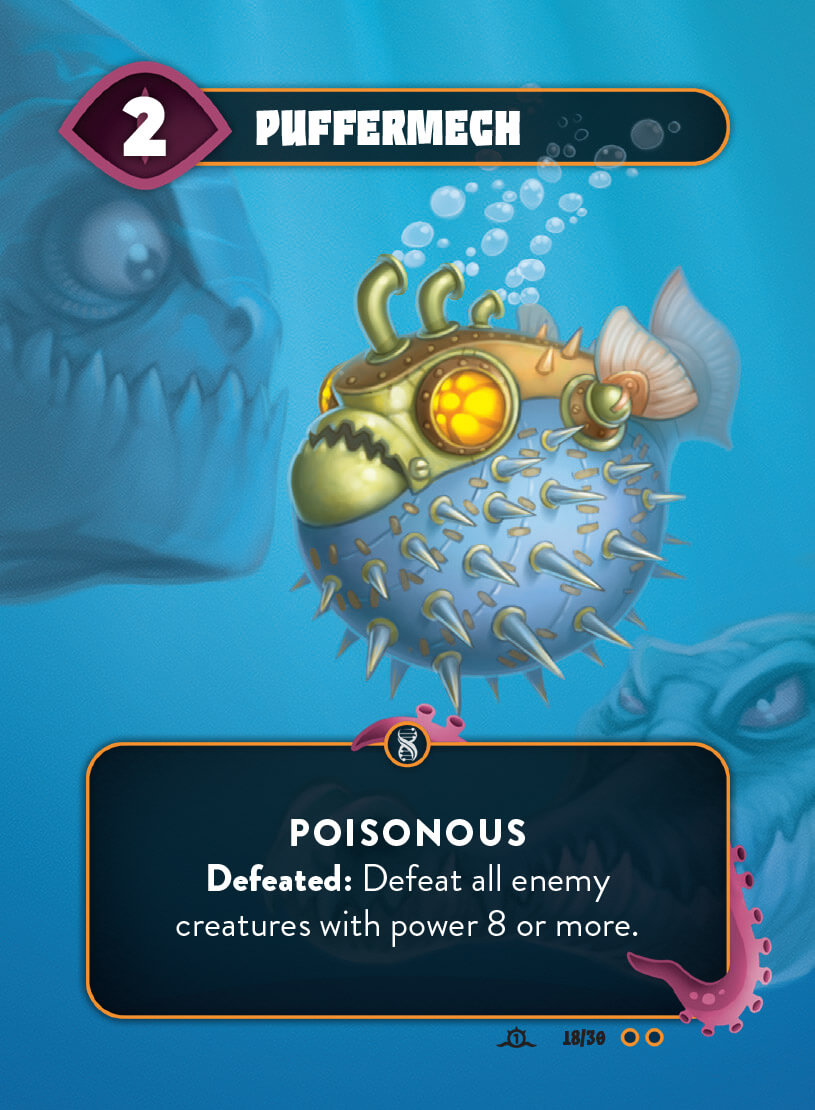 2
PUFFERMECH
POISONOUS
Defeated: Defeat all enemy
creatures with power 8 or more.
1 18/30